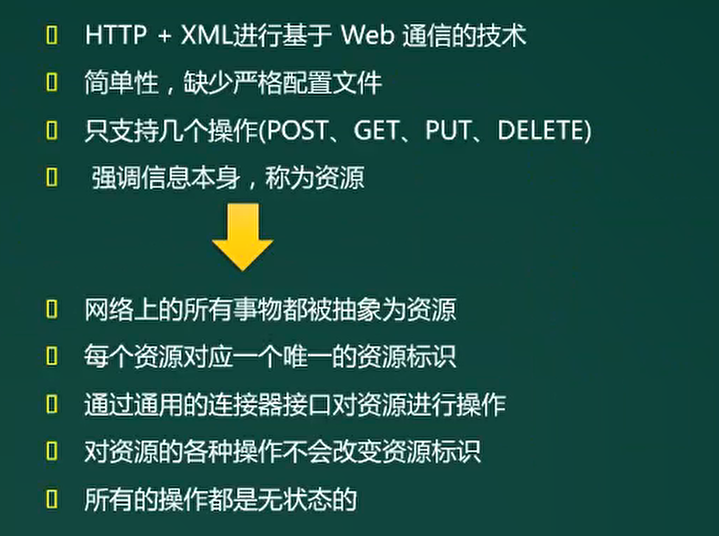 HTTP + XML进行基于 Web 通信的技术
简单性，缺少严格配置文件
只支持几个操作(POST、GET、PUT、DELETE)
强调信息本身，称为资源
网络上的所有事物都被抽象为资源
每个资源对应一个唯一的资源标识
通过通用的连接器接口对资源进行操作
对资源的各种操作不会改变资源标识
所有的操作都是无状态的